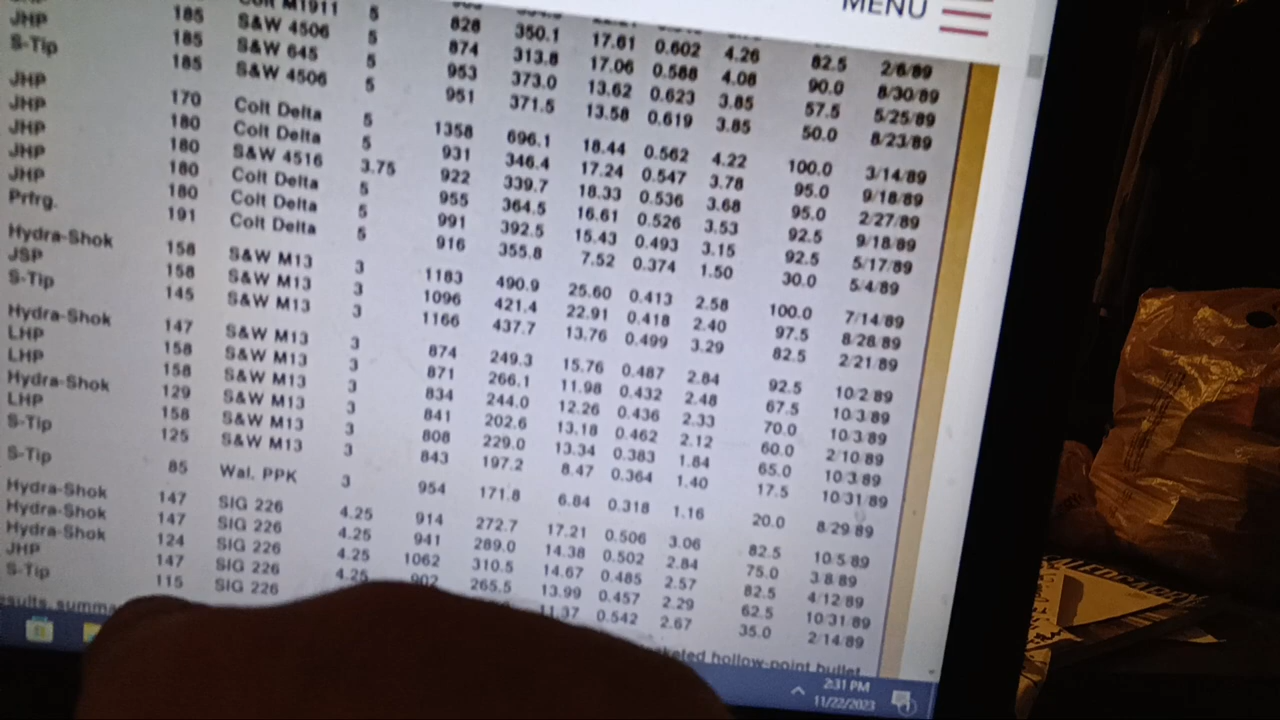 MENU
Colt M1911 5 828 350.1 17.61 0.602 4.26 82.5 2/6/89
JHP 185 S&W 4506 5 874 313.8 17.06 0.588 4.08 90.0 8/30/89
S-Tip 185 S&W 645 5 953 373.0 13.62 0.623 3.85 57.5 5/25/89
185 S&W 4506 5 951 371.5 13.58 0.619 3.85 50.0 8/23/89
JHP 170 Colt Delta 5 1358 696.1 18.44 0.562 4.22 100.0 3/14/89
JHP 180 Colt Delta 5 931 346.4 17.24 0.547 3.78 95.0 9/18/89
JHP 180 S&W 4516 3.75 922 339.7 18.33 0.536 3.68 95.0 2/27/89
JHP 180 Colt Delta 5 955 364.5 16.61 0.526 3.53 92.5 9/18/89
JHP 180 Colt Delta 5 991 392.5 15.43 0.493 3.15 92.5 5/17/89
Prfrg. 191 Colt Delta 5 916 355.8 7.52 0.374 1.50 30.0 5/4/89
Hydra-Shok 158 S&W M13 3 1183 490.9 25.60 0.413 2.58 100.0 7/14/89
JSP 158 S&W M13 3 1096 421.4 22.91 0.418 2.40 97.5 8/28/89
S-Tip 145 S&W M13 3 1166 437.7 13.76 0.499 3.29 82.5 2/21/89
Hydra-Shok 147 S&W M13 3 874 249.3 15.76 0.487 2.84 92.5 10/2/89
LHP 158 S&W M13 3 871 266.1 11.98 0.432 2.48 67.5 10/3/89
LHP 158 S&W M13 3 834 244.0 12.26 0.436 2.33 70.0 10/3/89
Hydra-Shok 129 S&W M13 3 841 202.6 13.18 0.462 2.12 60.0 2/10/89
LHP 158 S&W M13 3 808 229.0 13.34 0.383 1.84 65.0 10/3/89
S-Tip 125 S&W M13 3 843 197.2 8.47 0.364 1.40 17.5 10/31/89
S-Tip 85 Wal. PPK 3 954 171.8 6.84 0.318 1.16 20.0 8/29/89
Hydra-Shok 147 SIG 226 4.25 914 272.7 17.21 0.506 3.06 82.5 10/5/89
Hydra-Shok 147 SIG 226 4.25 941 289.0 14.38 0.502 2.84 75.0 3/8/89
Hydra-Shok 124 SIG 226 4.25 1062 310.5 14.67 0.485 2.57 82.5 4/12/89
JHP 147 SIG 226 4.25 902 265.5 13.99 0.457 2.29 62.5 10/31/89
S-Tip 115 SIG 226 11.37 0.542 2.67 35.0 2/14/89
hollow-point bullet
2:31 PM
11/22/2023